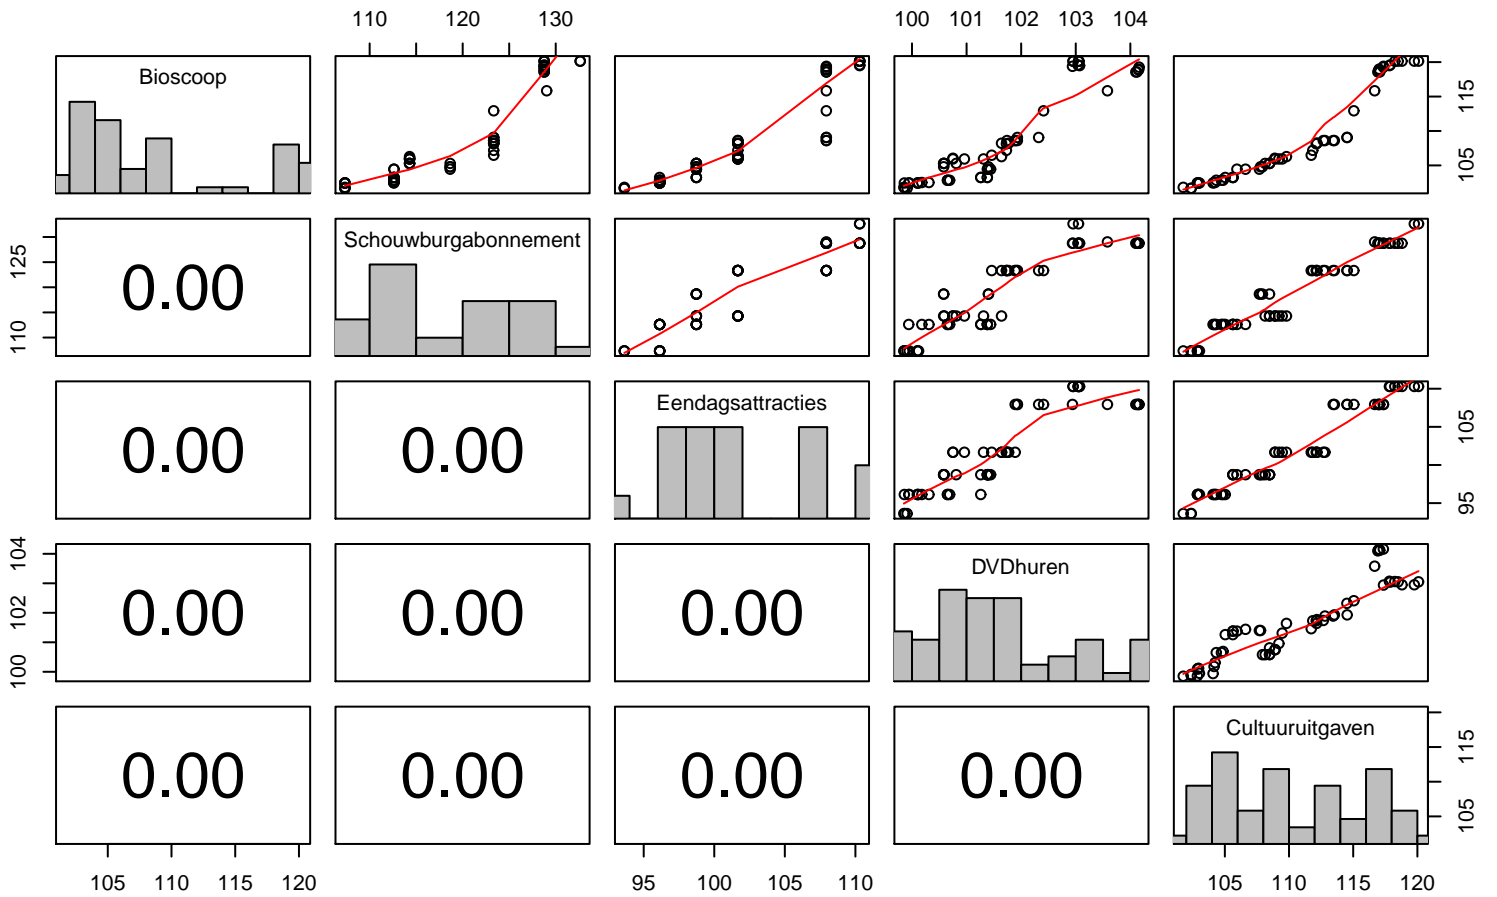 110 120 130 100 101 102 103 104
Bioscoop
105 115
110 125
0.00
Schouwburgabonnement
0.00 0.00
Eendagsattracties
95 105
100 102 104
0.00 0.00 0.00
DVDhuren
0.00 0.00 0.00 0.00
Cultuuruitgaven
105 115
105 110 115 120 95 100 105 110 105 110 115 120